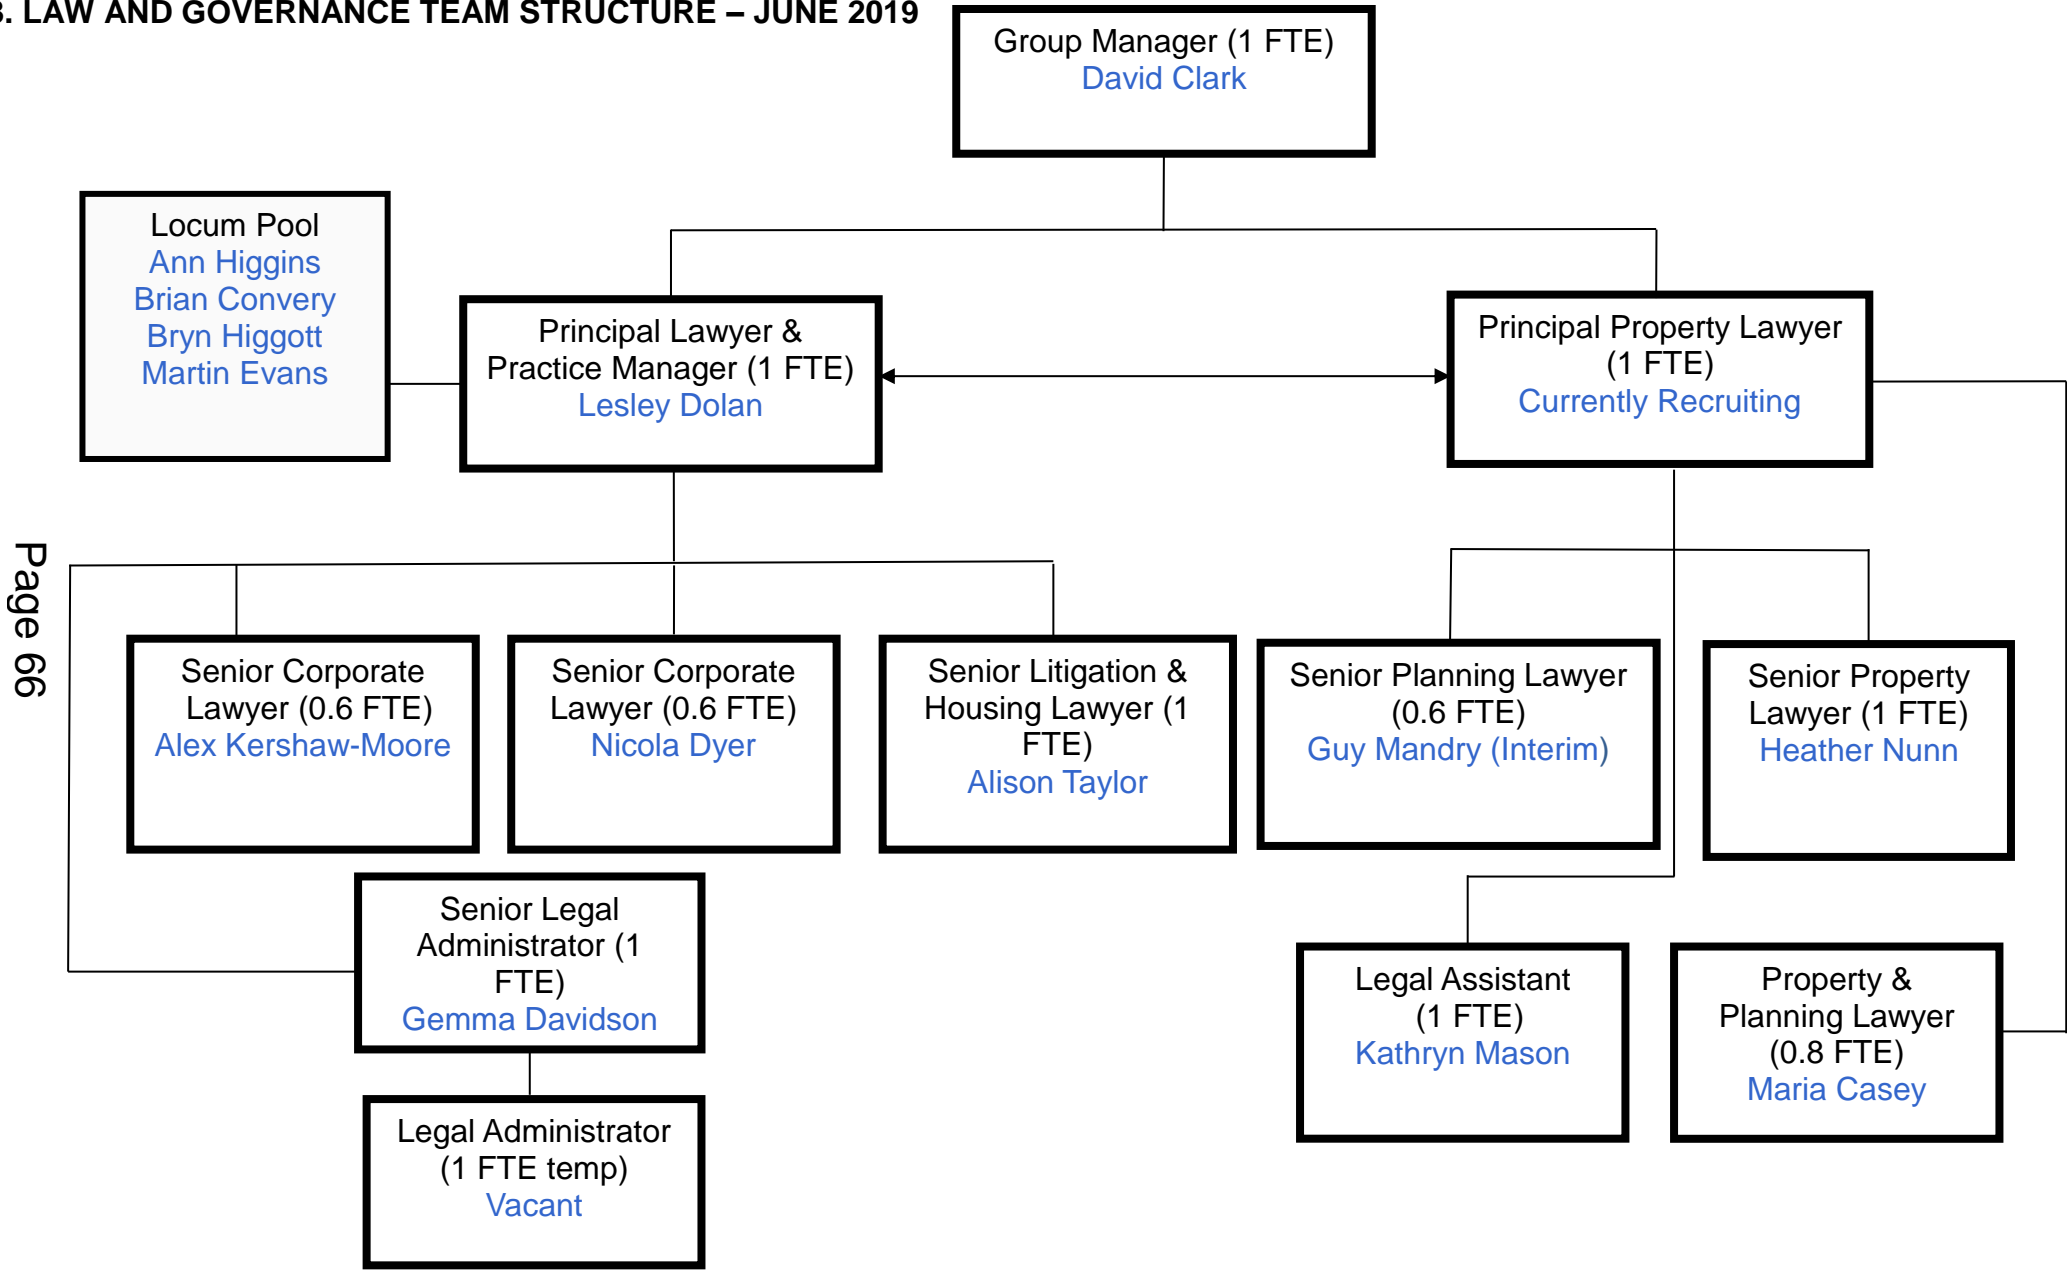 . LAW AND GOVERNANCE TEAM STRUCTURE – JUNE 2019
Group Manager (1 FTE)
David Clark
Locum Pool
Ann Higgins
Brian Convery
Bryn Higgott
Martin Evans
Principal Lawyer &
Practice Manager (1 FTE)
Lesley Dolan
Principal Property Lawyer
(1 FTE)
Currently Recruiting
Page 66
Senior Corporate
Lawyer (0.6 FTE)
Alex Kershaw-Moore
Senior Corporate
Lawyer (0.6 FTE)
Nicola Dyer
Senior Litigation &
Housing Lawyer (1
FTE)
Alison Taylor
Senior Planning Lawyer
(0.6 FTE)
Guy Mandry (Interim)
Senior Property
Lawyer (1 FTE)
Heather Nunn
Senior Legal
Administrator (1
FTE)
Gemma Davidson
Legal Assistant
(1 FTE)
Kathryn Mason
Property &
Planning Lawyer
(0.8 FTE)
Maria Casey
Legal Administrator
(1 FTE temp)
Vacant